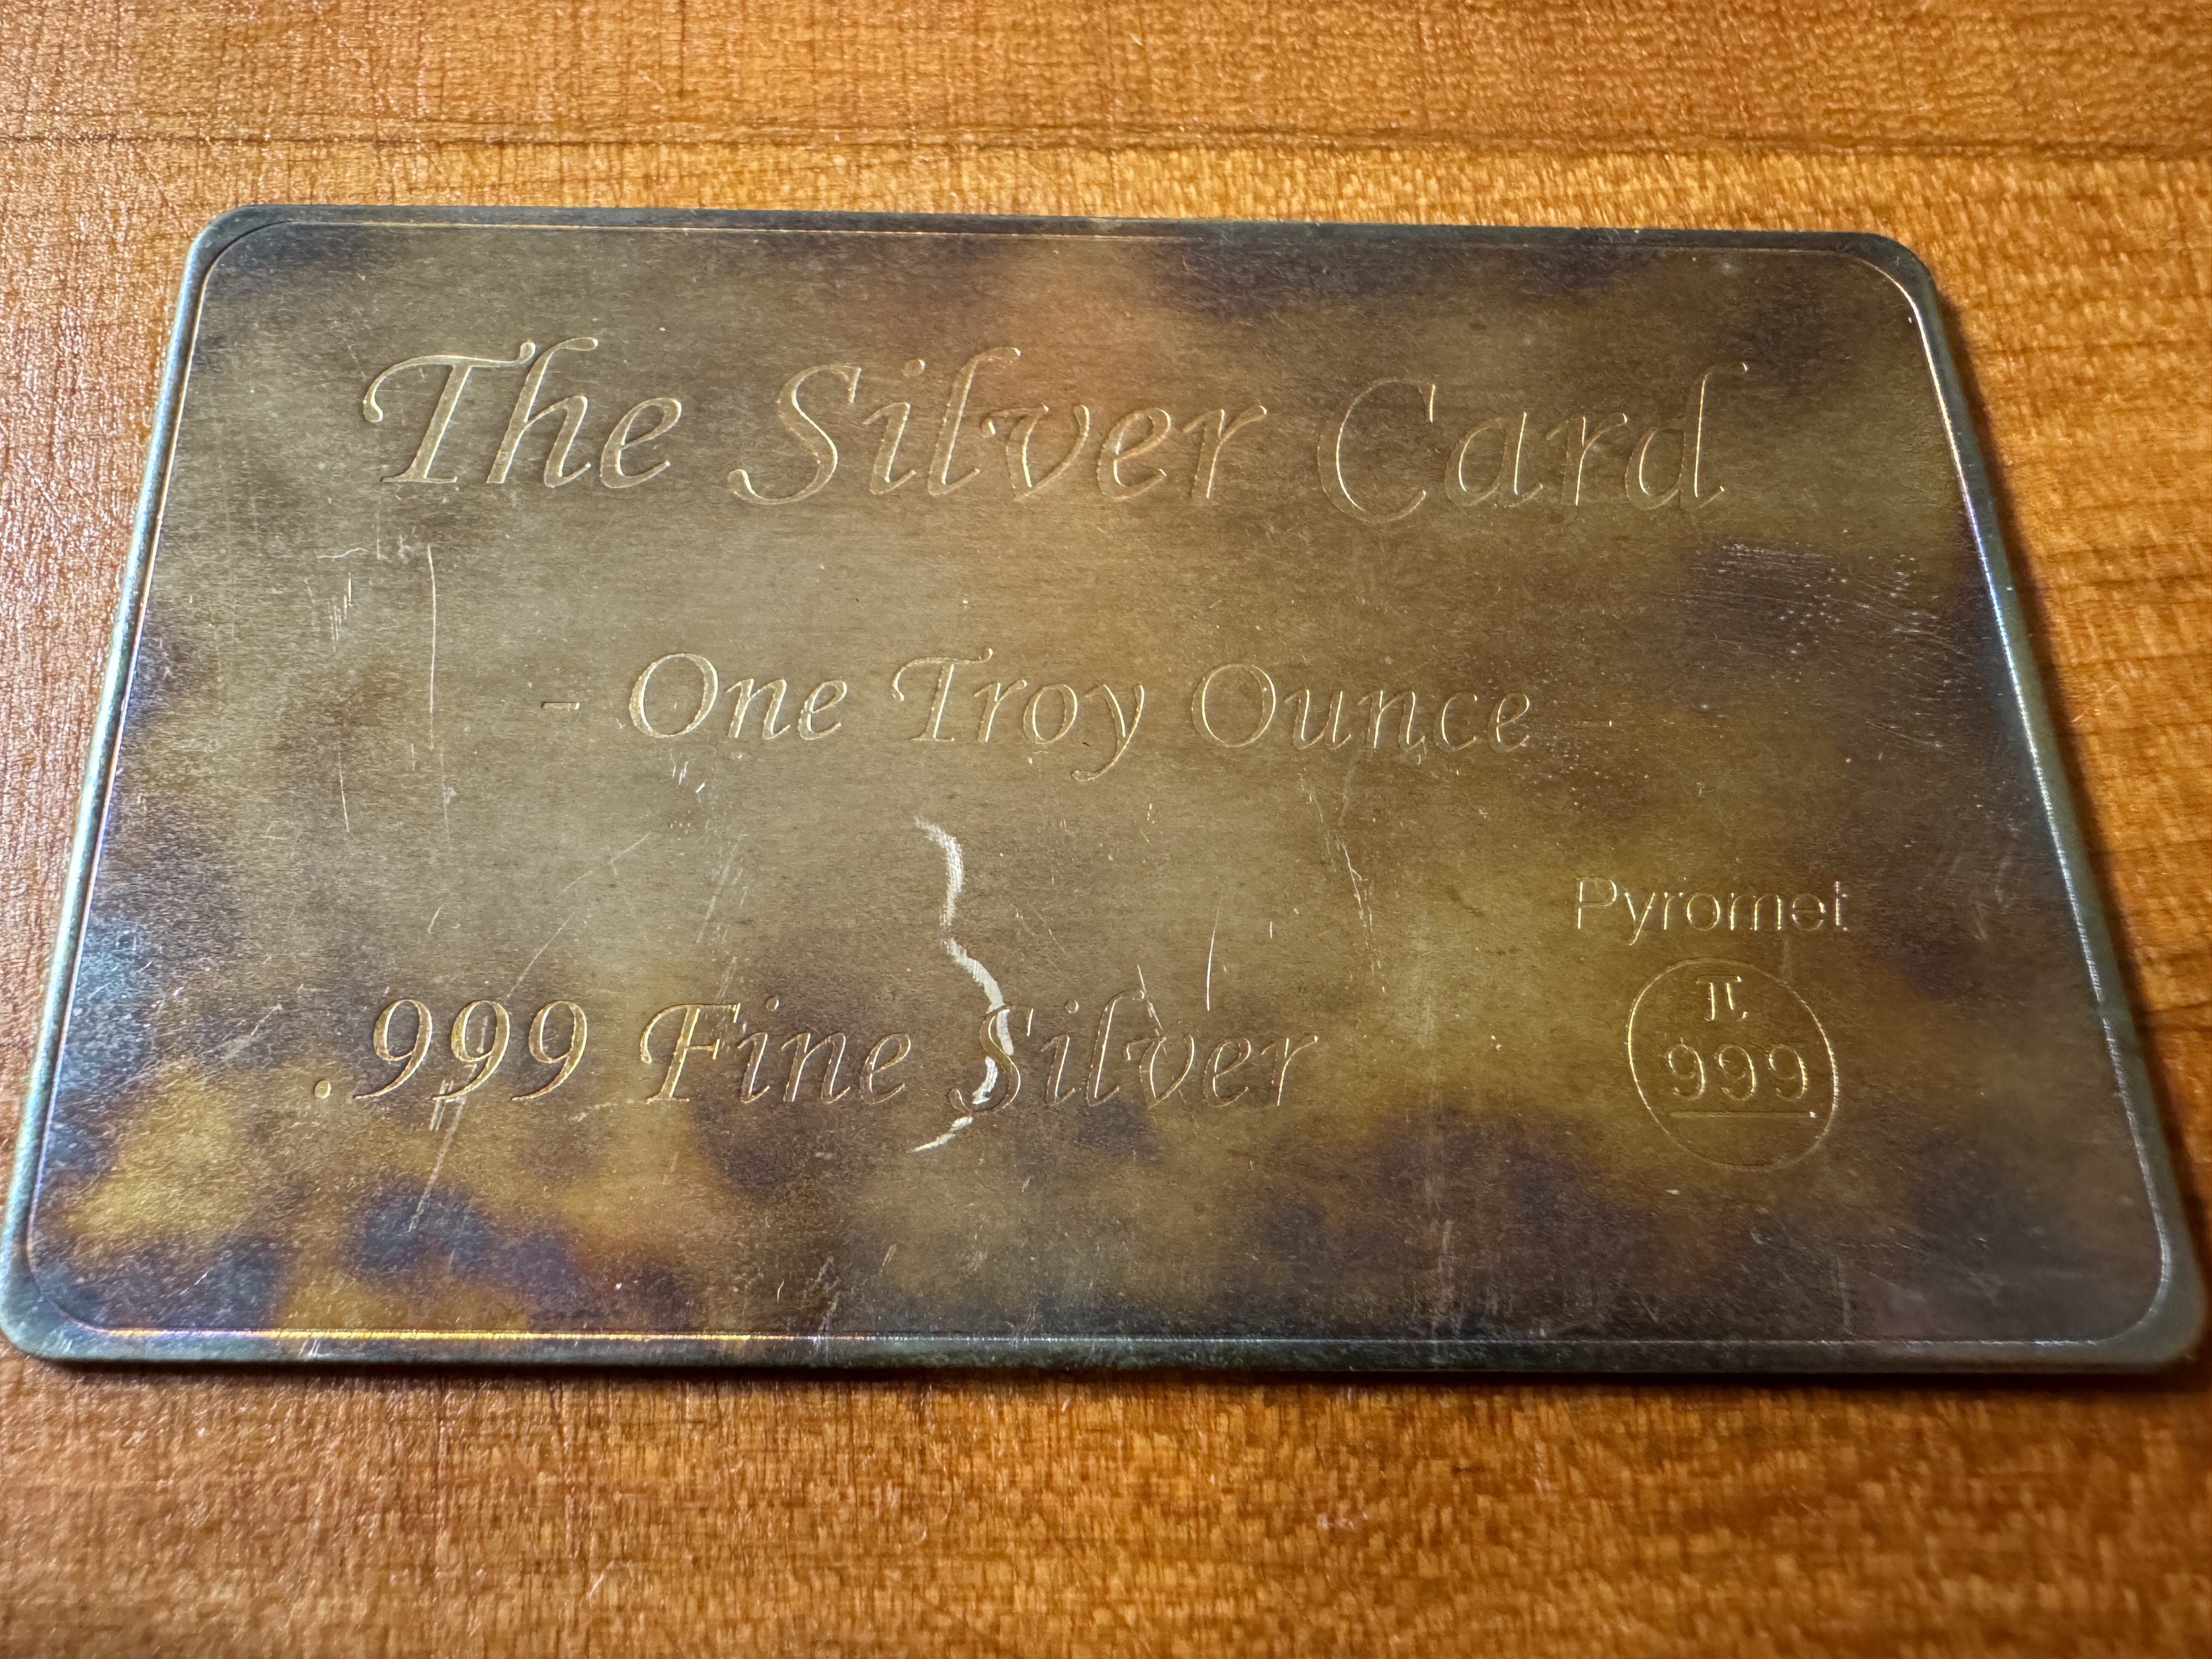 The Silver Card
- One Troy Ounce -
Pyromet
π
999
.999 Fine Silver